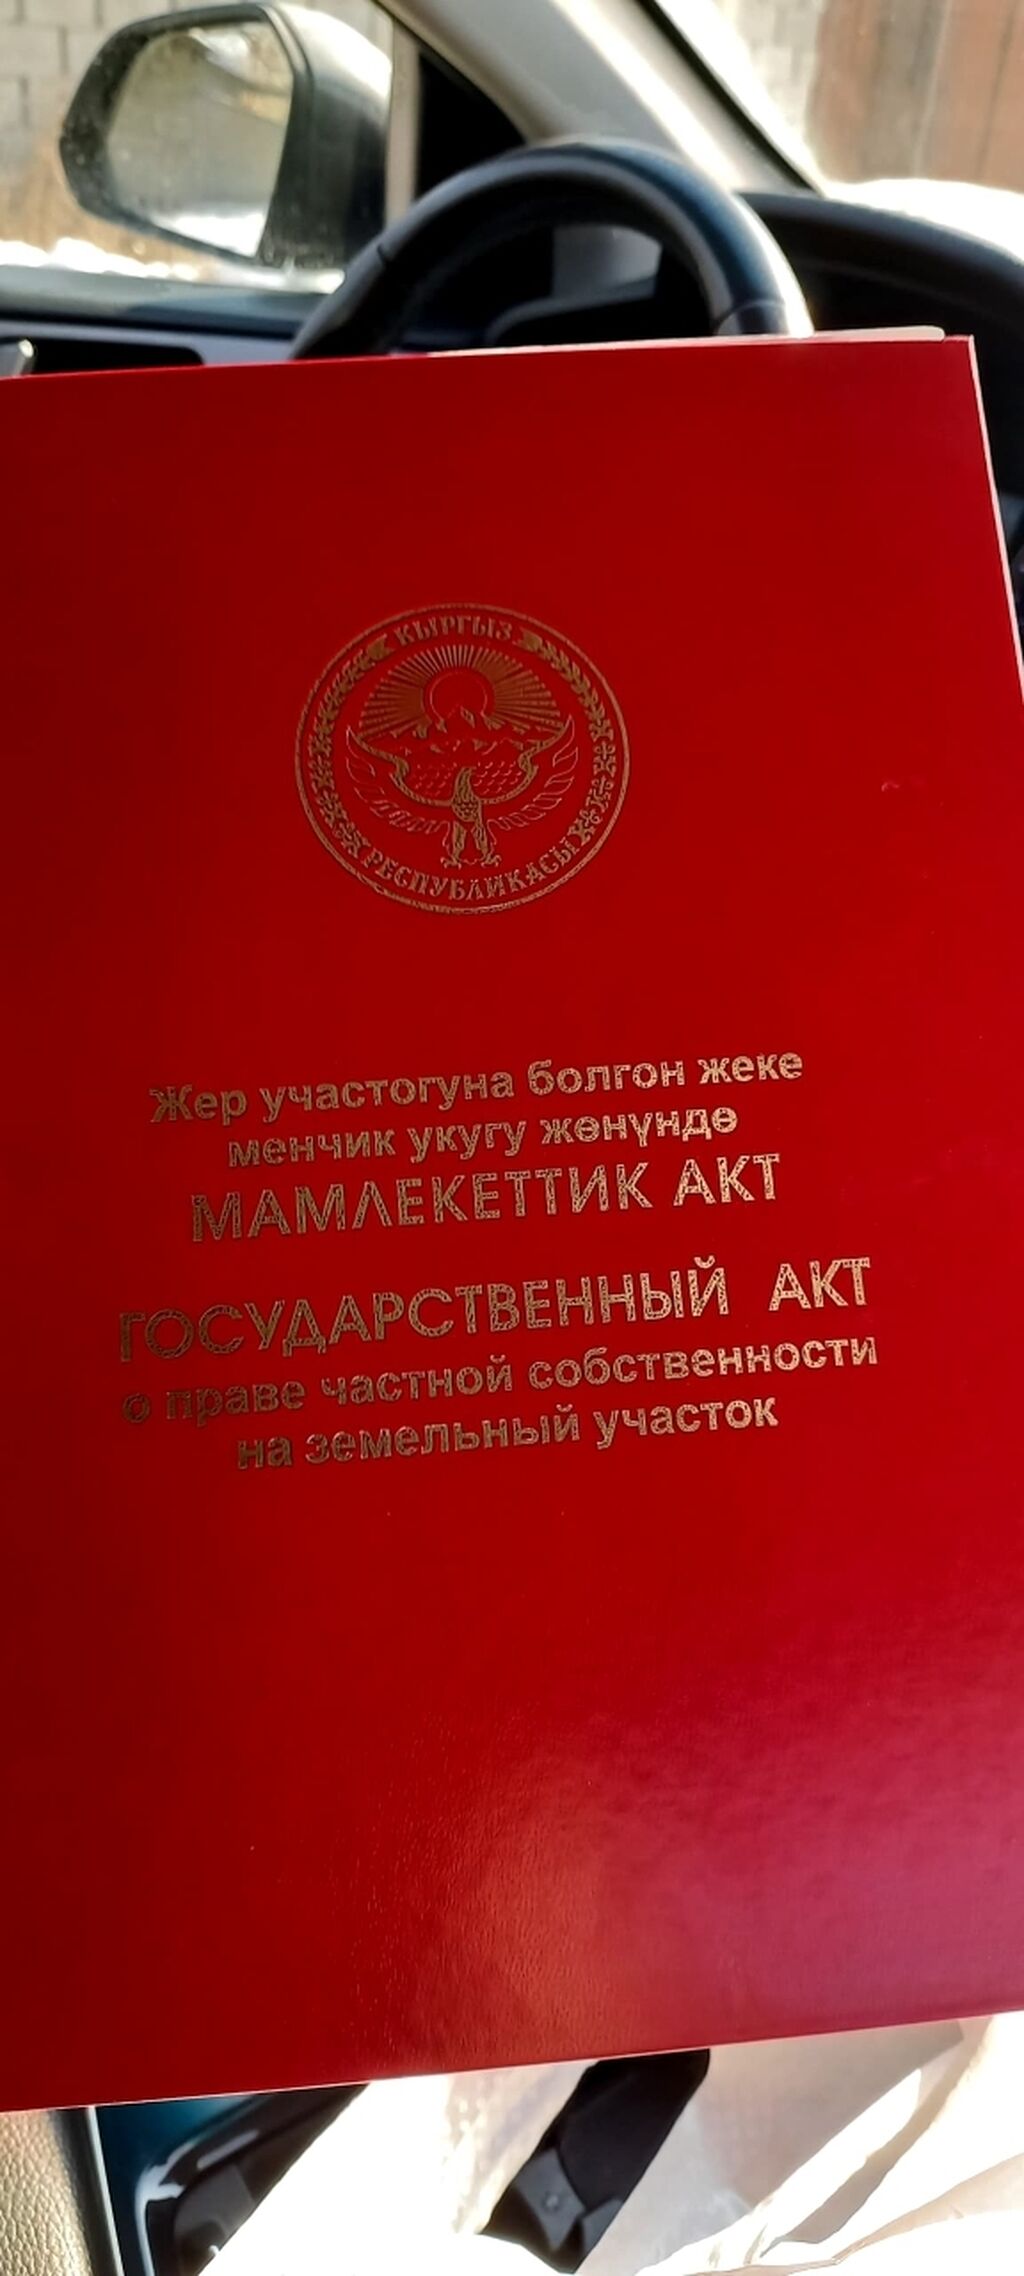 КЫРГЫЗ
РЕСПУБЛИКАСЫ
Жер участогуна болгон жеке
менчик укугу жөнүндө
МАМЛЕКЕТТИК АКТ
ГОСУДАРСТВЕННЫЙ АКТ
о праве частной собственности
на земельный участок